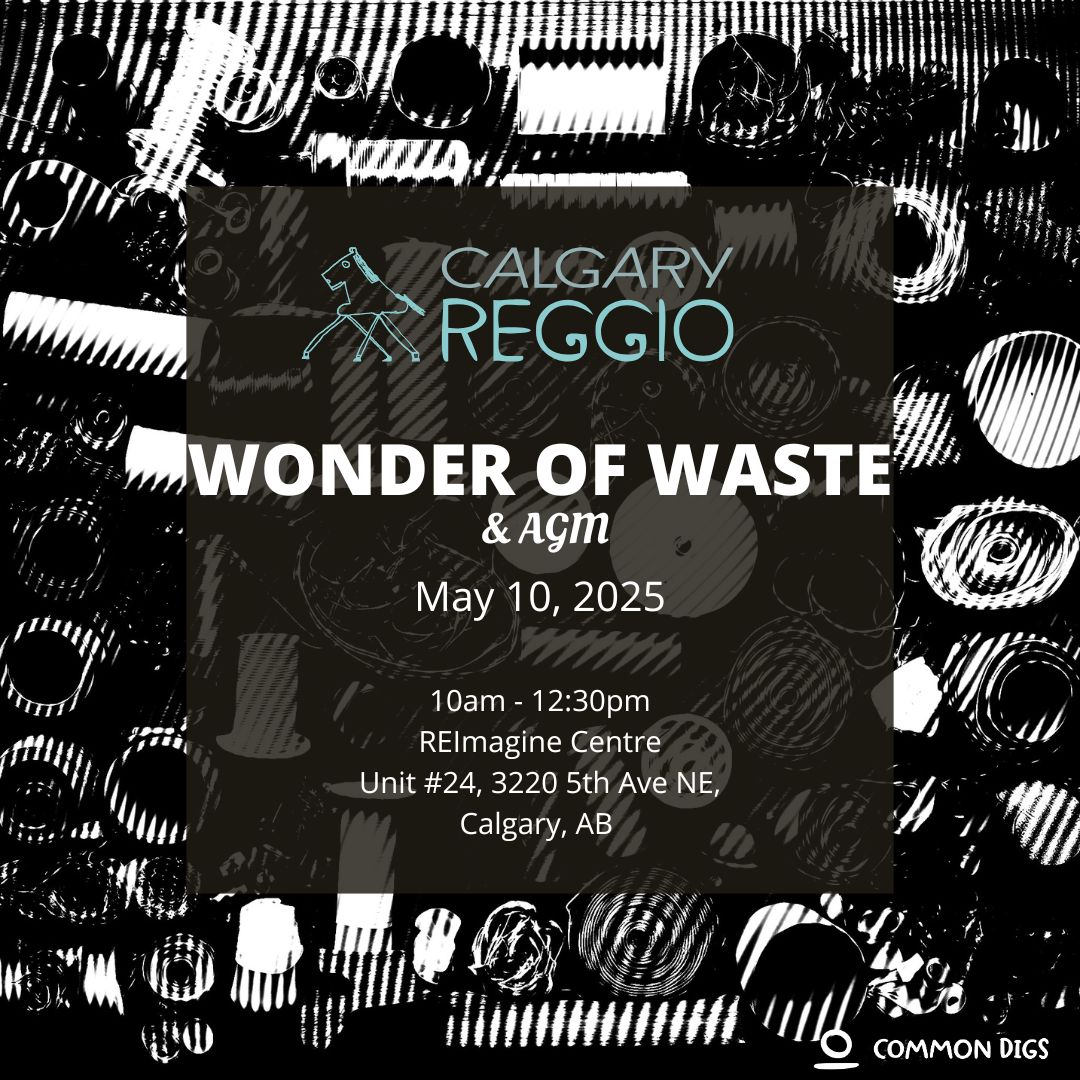 CALGARY
REGGIO
WONDER OF WASTE
& AGM
May 10, 2025
10am - 12:30pm
REImagine Centre
Unit #24, 3220 5th Ave NE,
Calgary, AB
COMMON DIGS